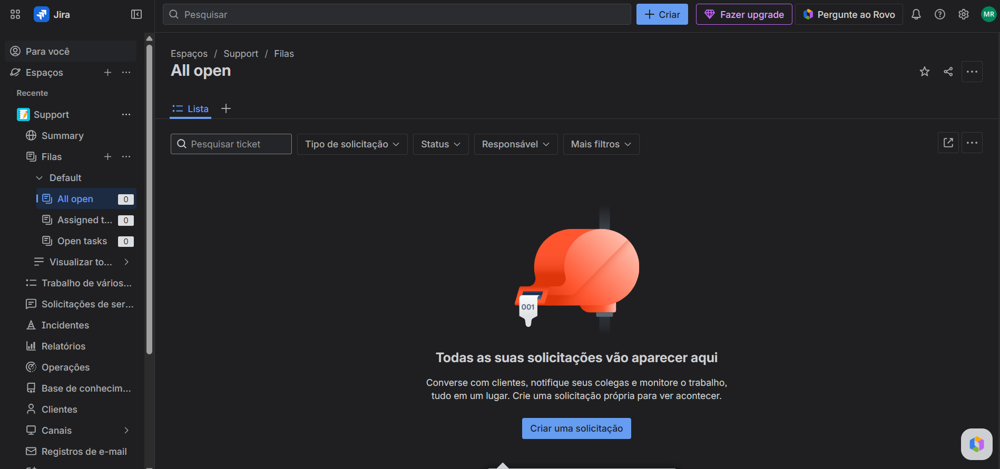 Jira
Pesquisar
Criar
Fazer upgrade
Pergunte ao Rovo
MR
Para você
Espaços
Recente
Support
Summary
Filas
Default
All open 0
Assigned t... 0
Open tasks 0
Visualizar to...
Trabalho de vários...
Solicitações de ser...
Incidentes
Relatórios
Operações
Base de conhecim...
Clientes
Canais
Registros de e-mail
Espaços / Support / Filas
All open
Lista
Pesquisar ticket
Tipo de solicitação
Status
Responsável
Mais filtros
001
Todas as suas solicitações vão aparecer aqui
Converse com clientes, notifique seus colegas e monitore o trabalho,
tudo em um lugar. Crie uma solicitação própria para ver acontecer.
Criar uma solicitação